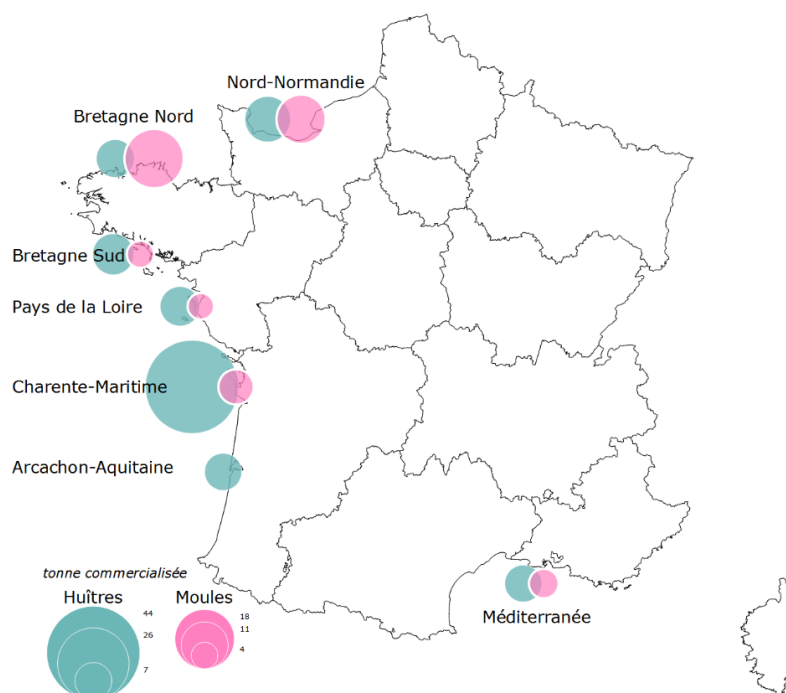 Nord-Normandie
Bretagne Nord
Bretagne Sud
Pays de la Loire
Charente-Maritime
Arcachon-Aquitaine
Méditerranée
tonne commercialisée
Huîtres
44
26
7
Moules
18
11
4